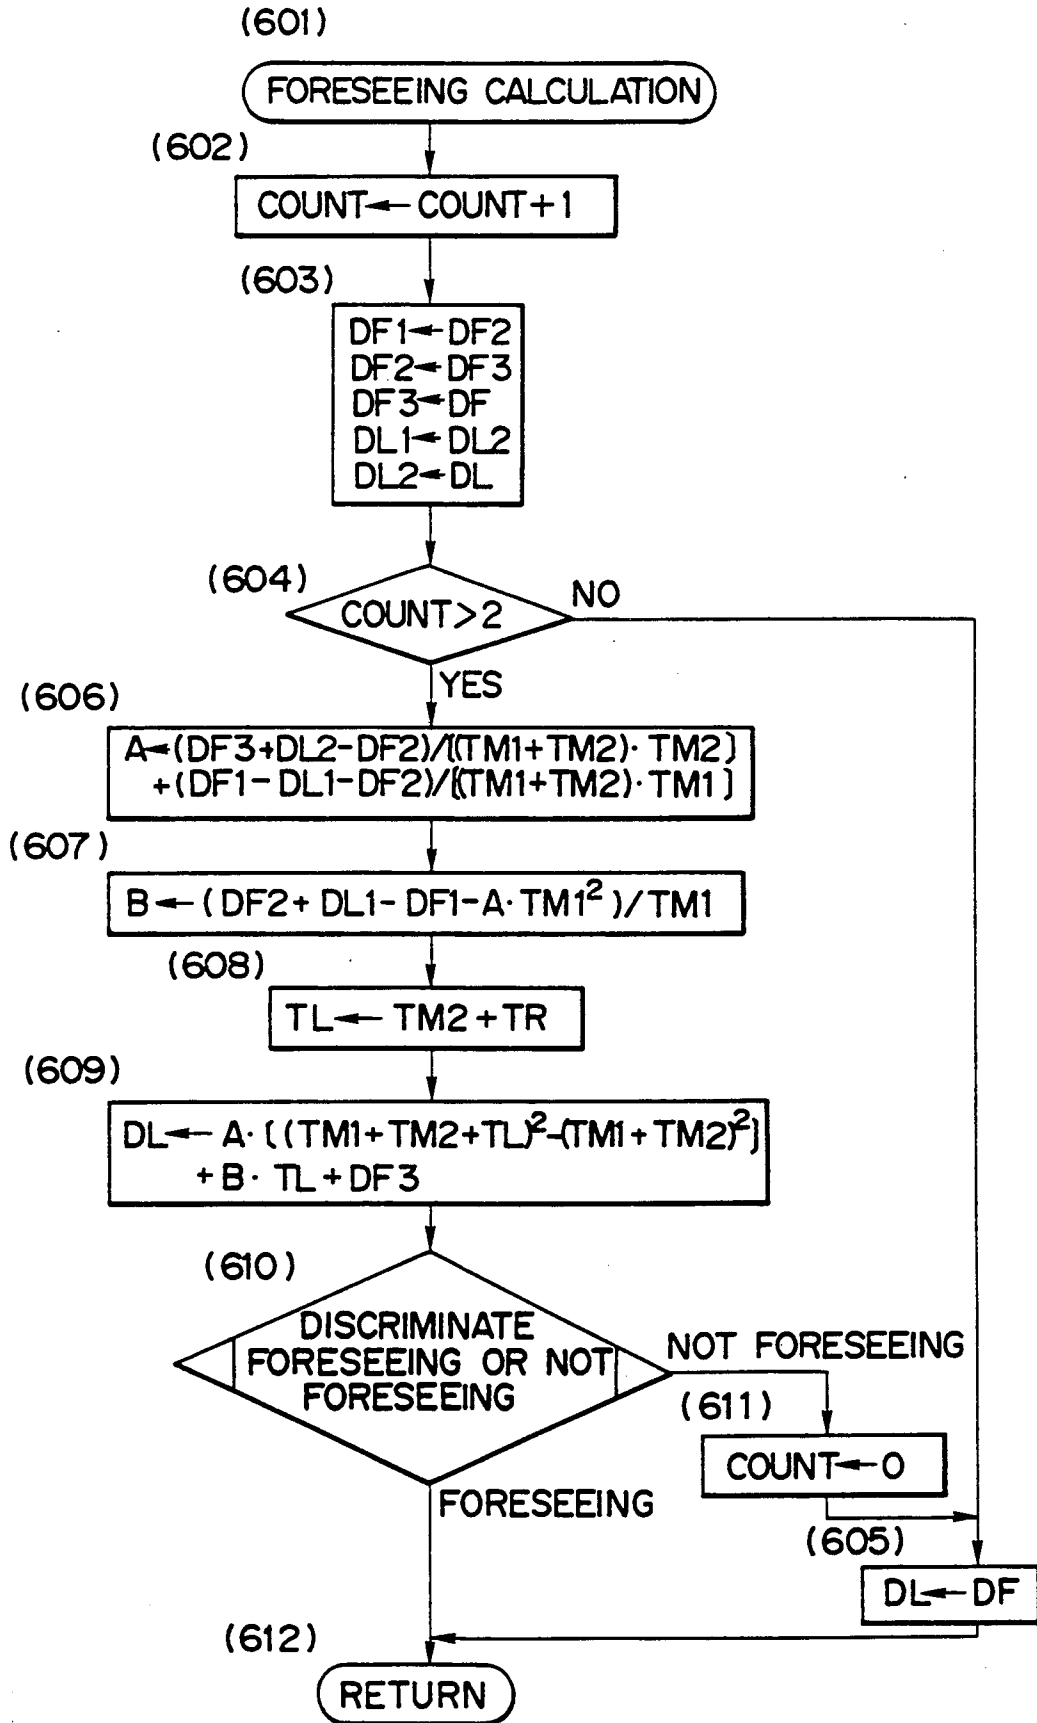 (601)
FORESEEING CALCULATION
(602)
COUNT←COUNT+1
(603)
DF1←DF2
DF2←DF3
DF3←DF
DL1←DL2
DL2←DL
(604)
COUNT>2
NO
YES
(606)
A←(DF3+DL2-DF2)/[(TM1+TM2)·TM2]
+(DF1-DL1-DF2)/[(TM1+TM2)·TM1]
(607)
B←(DF2+DL1-DF1-A·TM1²)/TM1
(608)
TL←TM2+TR
(609)
DL←A·[(TM1+TM2+TL)²-(TM1+TM2)²]
+B·TL+DF3
(610)
DISCRIMINATE
FORESEEING OR NOT
FORESEEING
NOT FORESEEING
(611)
COUNT←0
FORESEEING
(605)
DL←DF
(612)
RETURN